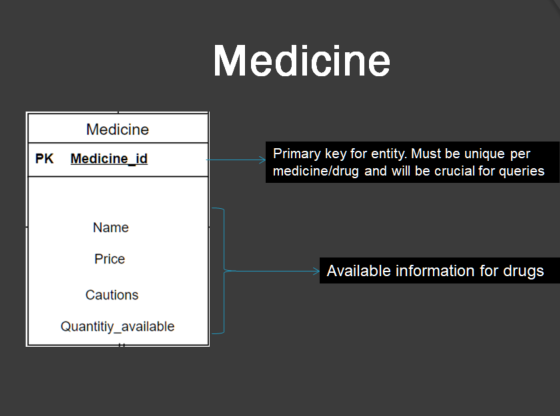 Medicine
Medicine
PK Medicine_id
Primary key for entity. Must be unique per
medicine/drug and will be crucial for queries
Name
Price
Cautions
Quantitiy_available
Available information for drugs